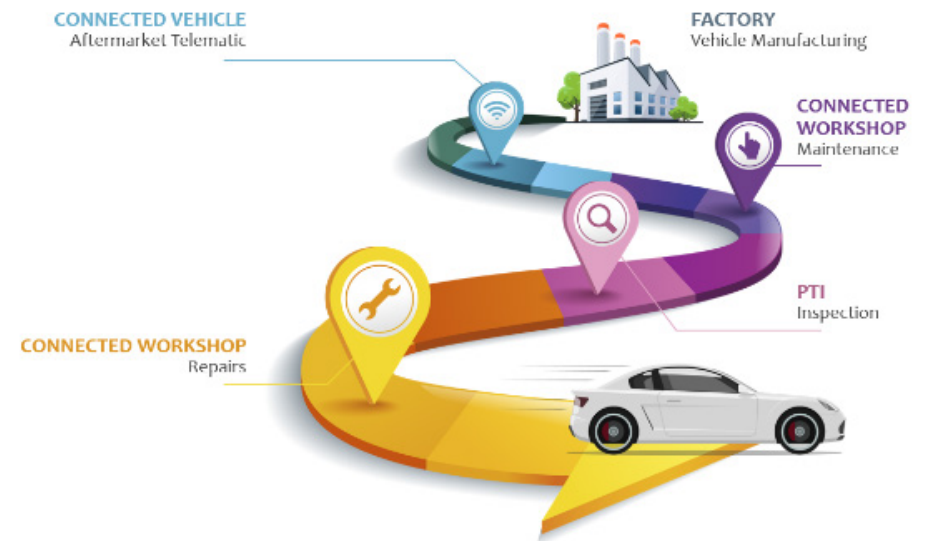 CONNECTED VEHICLE
Aftermarket Telematic
FACTORY
Vehicle Manufacturing
CONNECTED
WORKSHOP
Maintenance
PTI
Inspection
CONNECTED WORKSHOP
Repairs